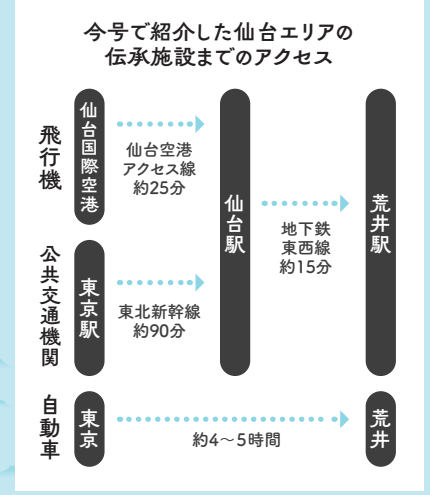 今号で紹介した仙台エリアの
伝承施設までのアクセス
飛行機
仙台国際空港
仙台空港
アクセス線
約25分
公共交通機関
東京駅
東北新幹線
約90分
仙台駅
地下鉄
東西線
約15分
荒井駅
自動車
東京
約4〜5時間
荒井